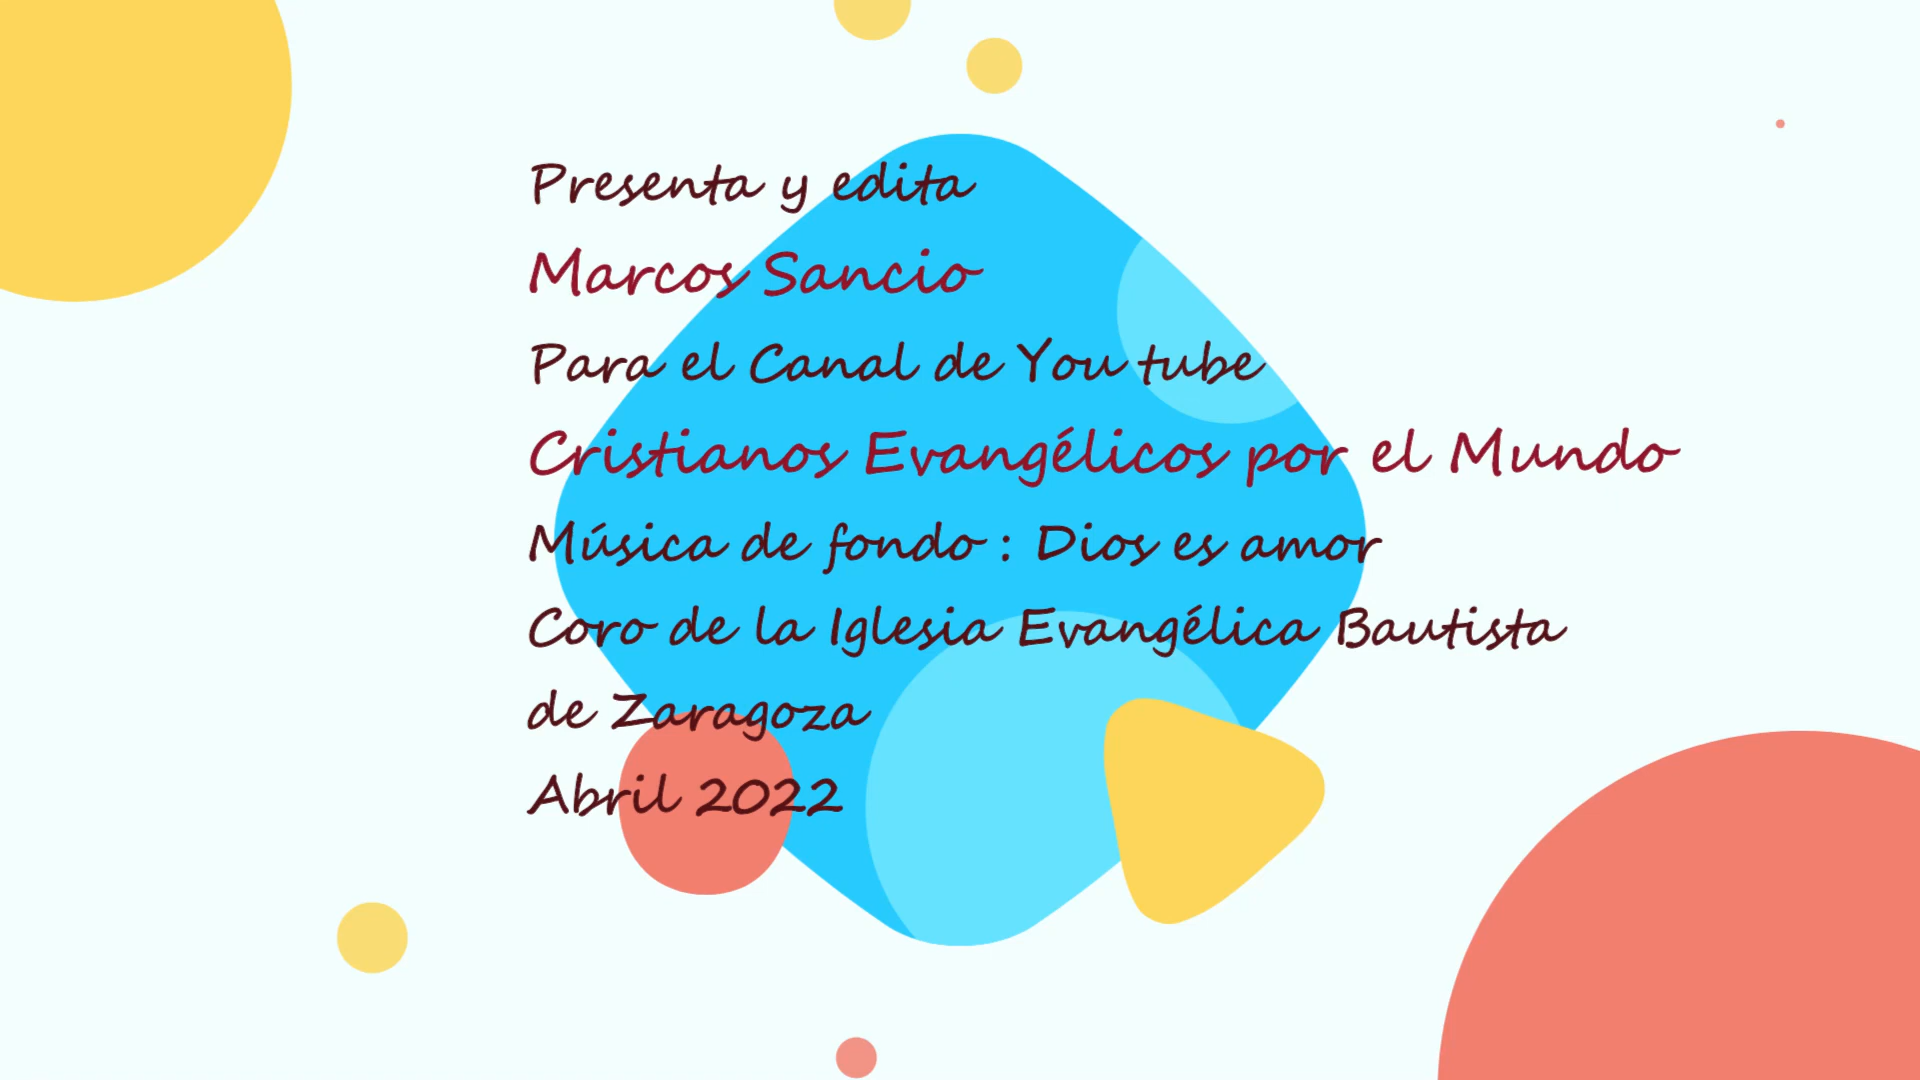 Presenta y edita
Marcos Sancio
Para el Canal de You tube
Cristianos Evangélicos por el Mundo
Música de fondo : Dios es amor
Coro de la Iglesia Evangélica Bautista
de Zaragoza
Abril 2022